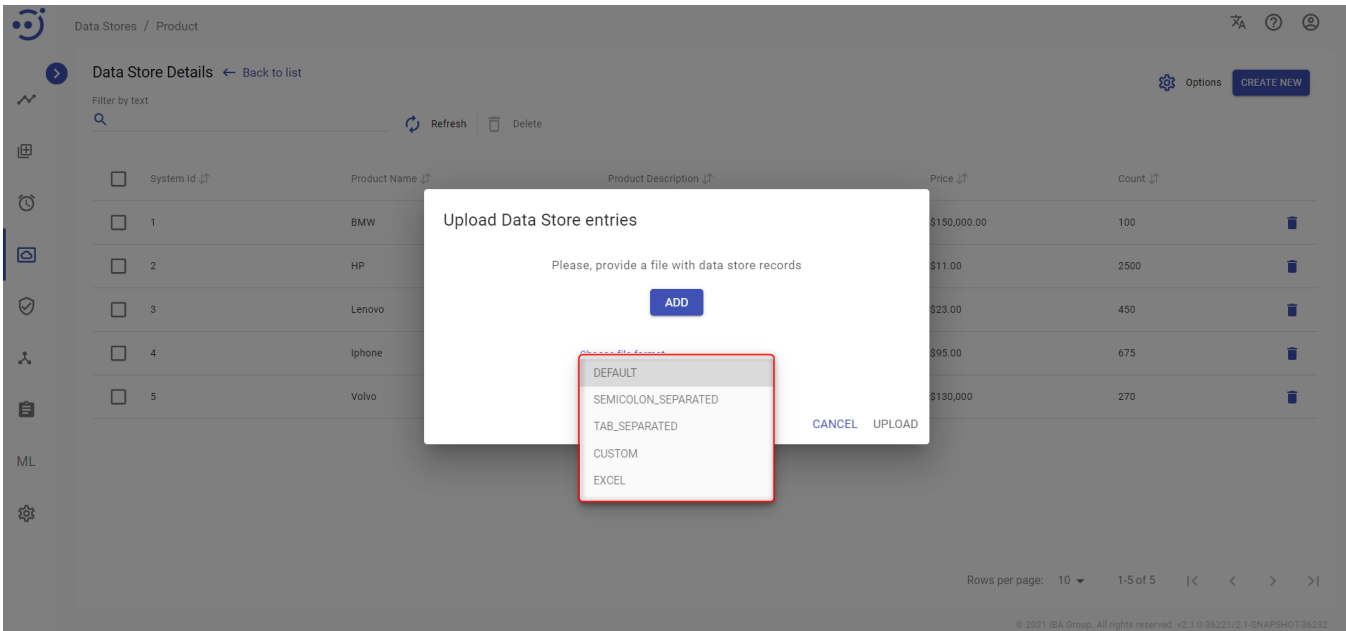 Data Stores / Product
Data Store Details ← Back to list
Options
CREATE NEW
Filter by text
Refresh
Delete
System Id
Product Name
Product Description
Price
Count
1 BMW $150,000.00 100
2 HP $11.00 2500
3 Lenovo $23.00 450
4 Iphone $95.00 675
5 Volvo $130,000 270
ML
Upload Data Store entries
Please, provide a file with data store records
ADD
Choose file format
DEFAULT
SEMICOLON_SEPARATED
TAB_SEPARATED
CUSTOM
EXCEL
CANCEL UPLOAD
Rows per page: 10 1-5 of 5
© 2021 IBA Group. All rights reserved. v2.1.0-36221/2.1-SNAPSHOT-36232